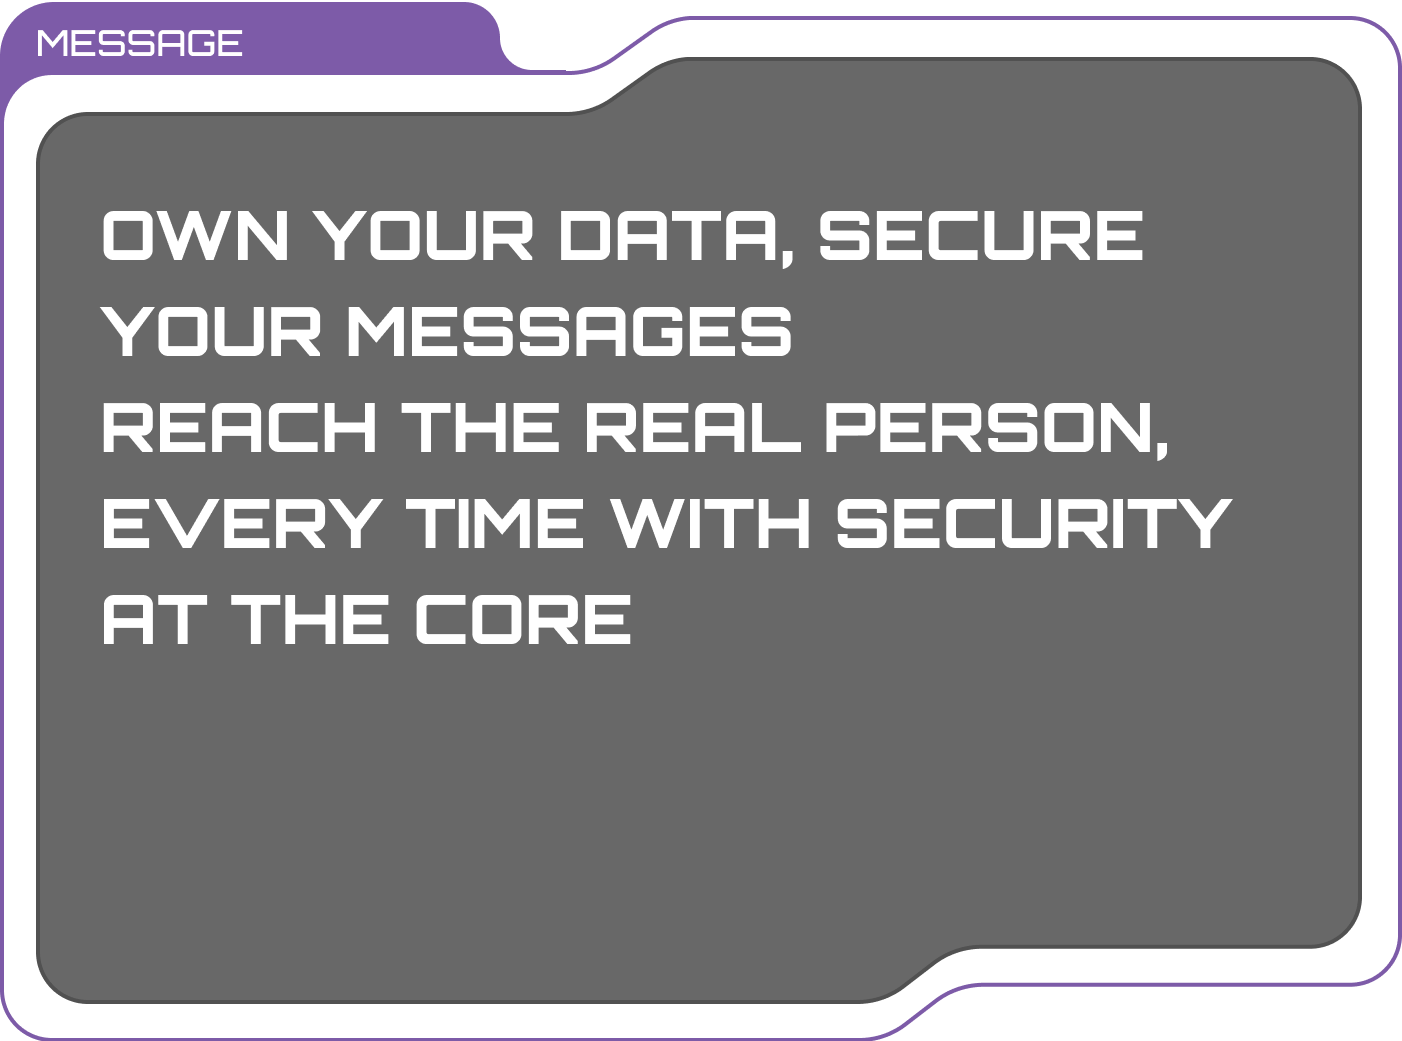 MESSAGE
OWN YOUR DATA, SECURE
YOUR MESSAGES
REACH THE REAL PERSON,
EVERY TIME WITH SECURITY
AT THE CORE